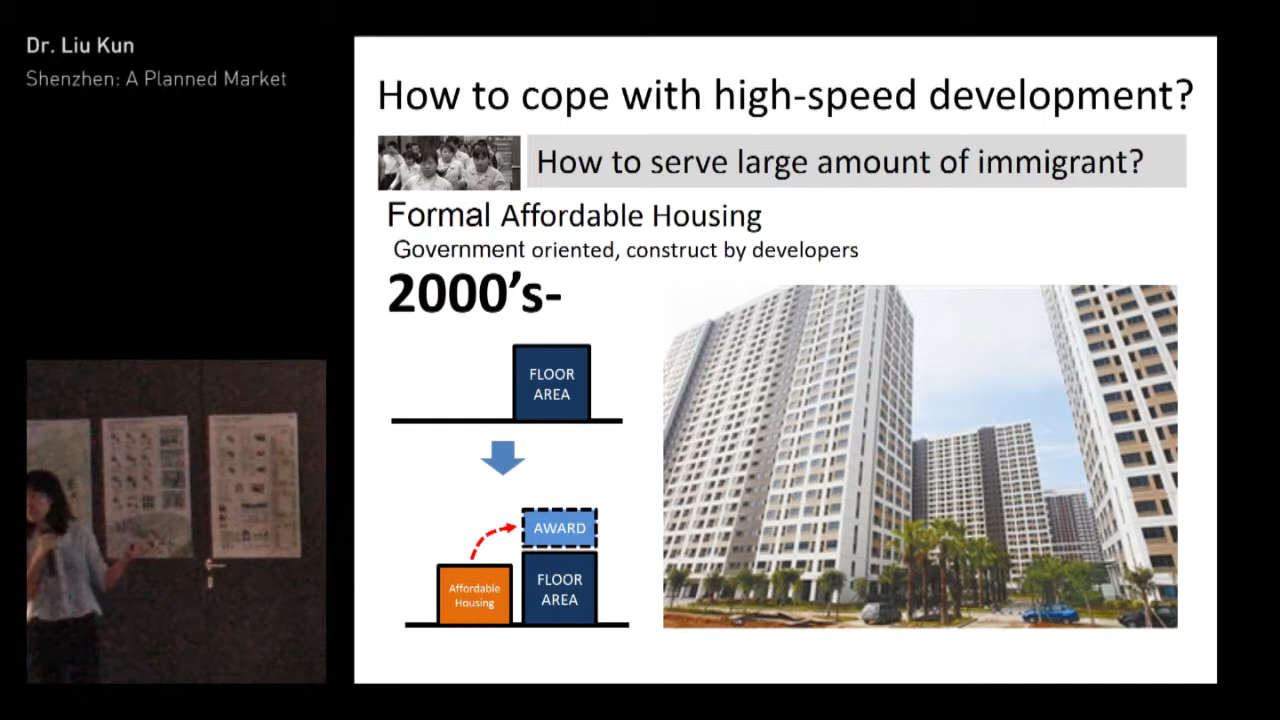 Dr. Liu Kun
Shenzhen: A Planned Market
How to cope with high-speed development?
How to serve large amount of immigrant?
Formal Affordable Housing
Government oriented, construct by developers
2000's-
FLOOR
AREA
AWARD
Affordable
Housing
FLOOR
AREA